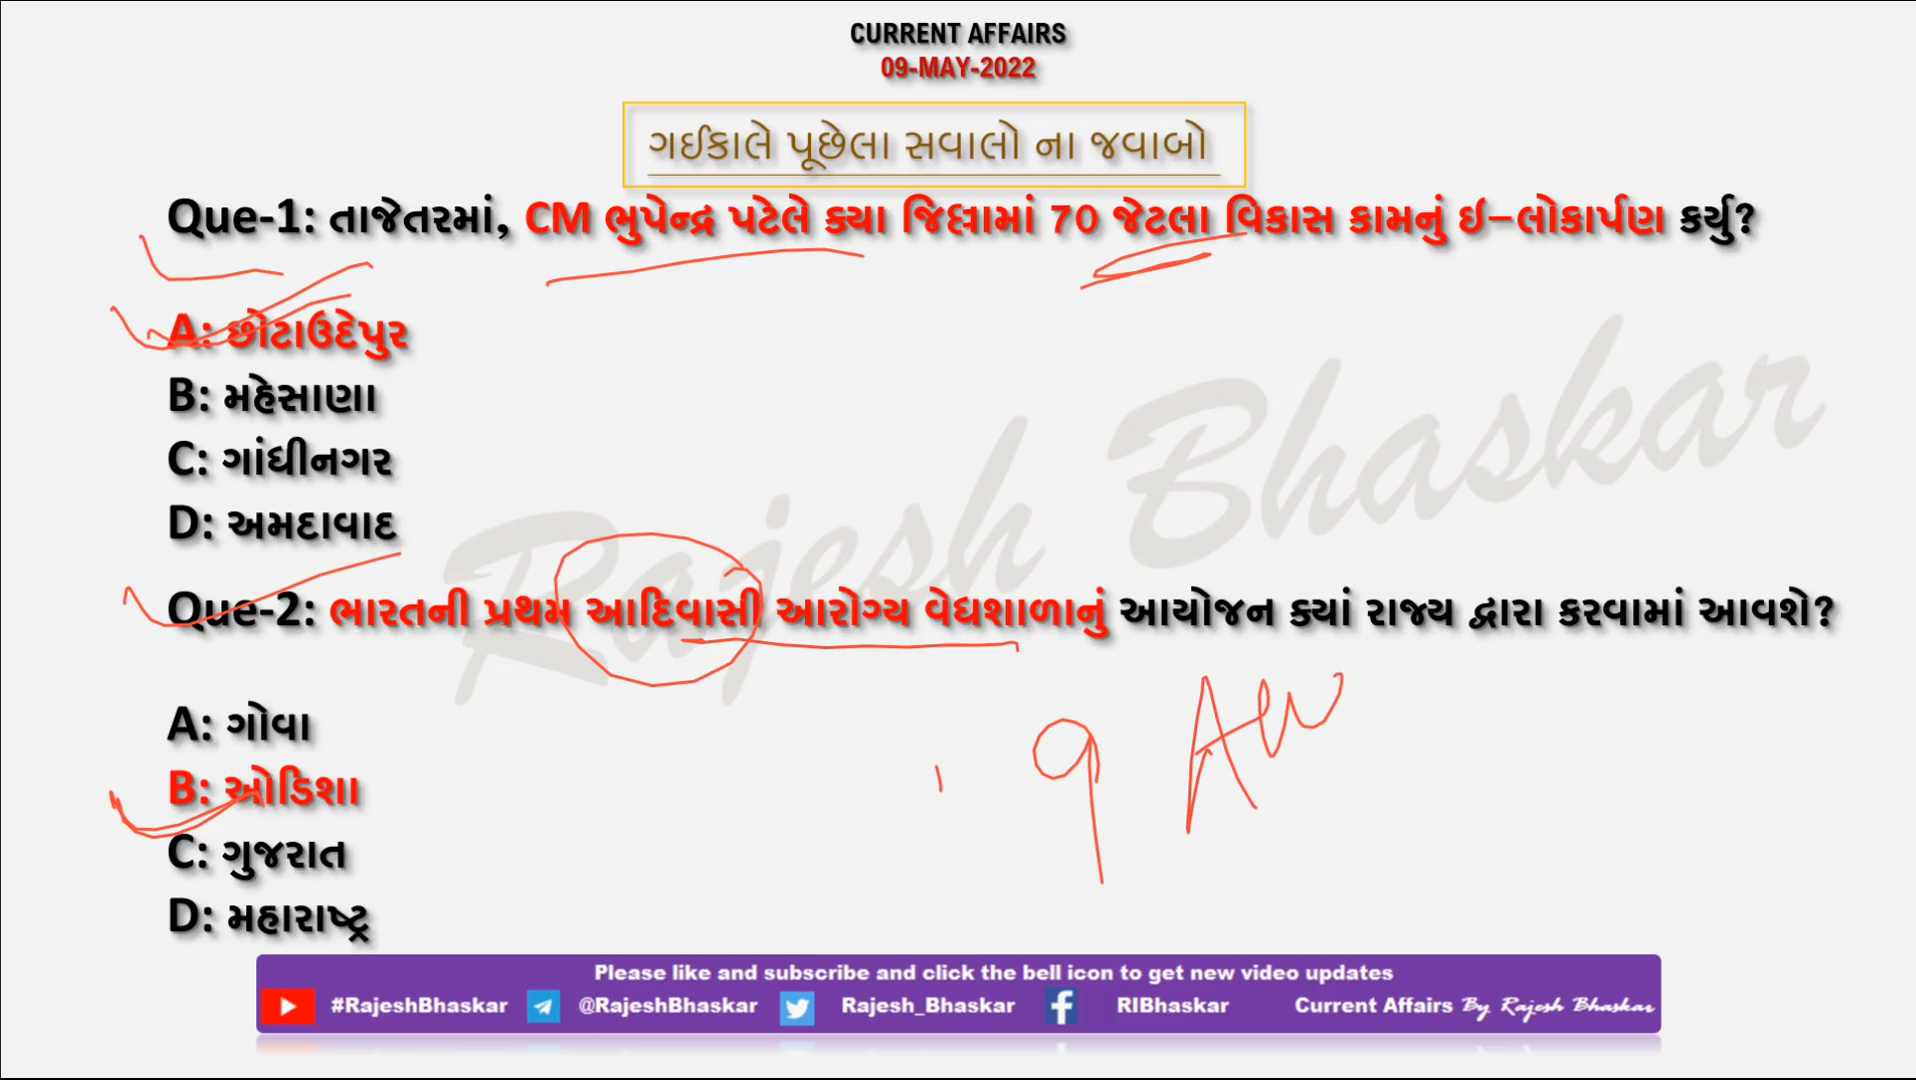 CURRENT AFFAIRS
09-MAY-2022
ગઈકાલે પૂછેલા સવાલો ના જવાબો
Que-1: તાજેતરમાં, CM ભુપેન્દ્ર પટેલે ક્યા જિલ્લામાં 70 જેટલા વિકાસ કામનું ઈ-લોકાર્પણ કર્યુ?
A: છોટાઉદેપુર
B: મહેસાણા
C: ગાંધીનગર
D: અમદાવાદ
Que-2: ભારતની પ્રથમ આદિવાસી આરોગ્ય વેધશાળાનું આયોજન ક્યાં રાજ્ય દ્વારા કરવામાં આવશે?
A: ગોવા
B: ઓડિશા
C: ગુજરાત
D: મહારાષ્ટ્ર
Rajesh Bhaskar
Please like and subscribe and click the bell icon to get new video updates
#RajeshBhaskar @RajeshBhaskar Rajesh_Bhaskar RIBhaskar Current Affairs By Rajesh Bhaskar